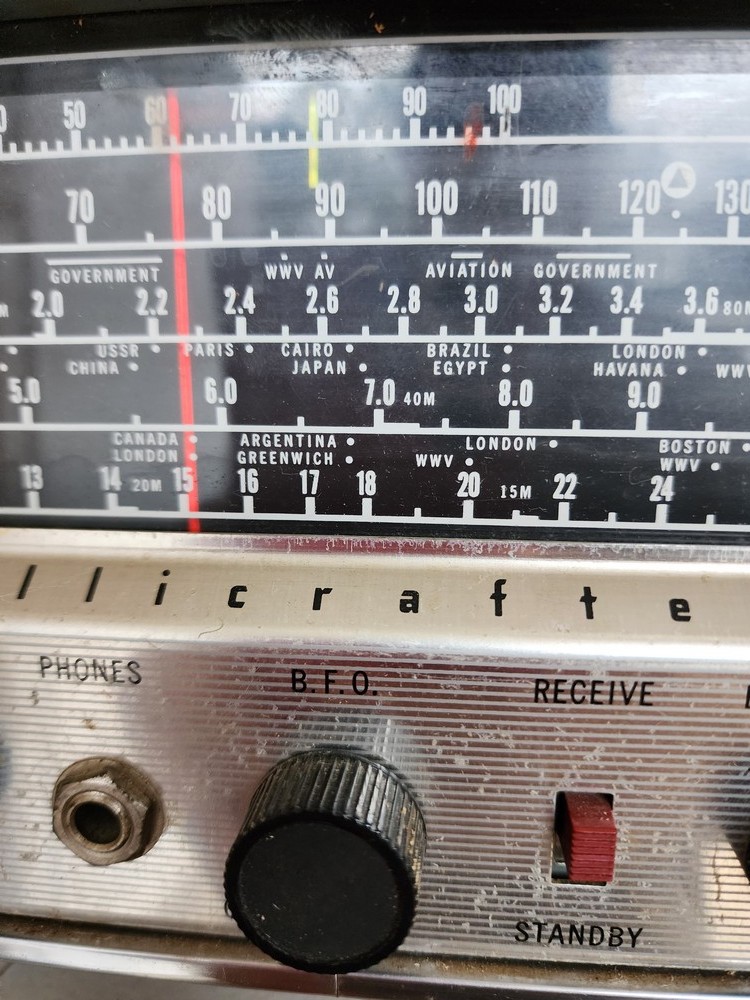 0 50 60 70 80 90 100
70 80 90 100 110 120 130
GOVERNMENT WWV AV AVIATION GOVERNMENT
M 2.0 2.2 2.4 2.6 2.8 3.0 3.2 3.4 3.6 80M
USSR PARIS CAIRO BRAZIL LONDON
CHINA JAPAN EGYPT HAVANA WWV
5.0 6.0 7.0 40M 8.0 9.0
CANADA ARGENTINA LONDON BOSTON
LONDON GREENWICH WWV WWV
13 14 20M 15 16 17 18 20 15M 22 24
llicrafte
PHONES B.F.O. RECEIVE
STANDBY